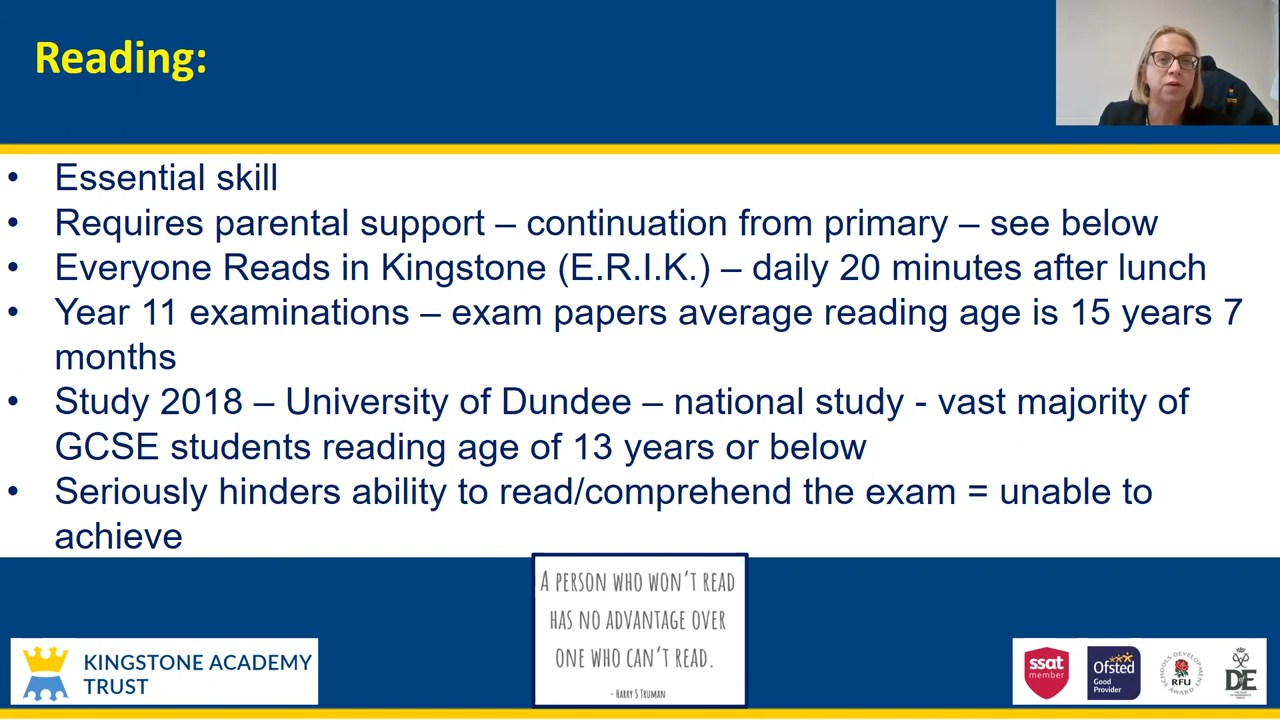 Reading:
• Essential skill
• Requires parental support – continuation from primary – see below
• Everyone Reads in Kingstone (E.R.I.K.) – daily 20 minutes after lunch
• Year 11 examinations – exam papers average reading age is 15 years 7
months
• Study 2018 – University of Dundee – national study - vast majority of
GCSE students reading age of 13 years or below
• Seriously hinders ability to read/comprehend the exam = unable to
achieve
A PERSON WHO WON'T READ
HAS NO ADVANTAGE OVER
ONE WHO CAN'T READ.
- HARRY S TRUMAN
KINGSTONE ACADEMY
TRUST
ssat
member
Ofsted
Good
Provider
SCHOOLS DEVELOPMENT
RFU
AWARD
DE